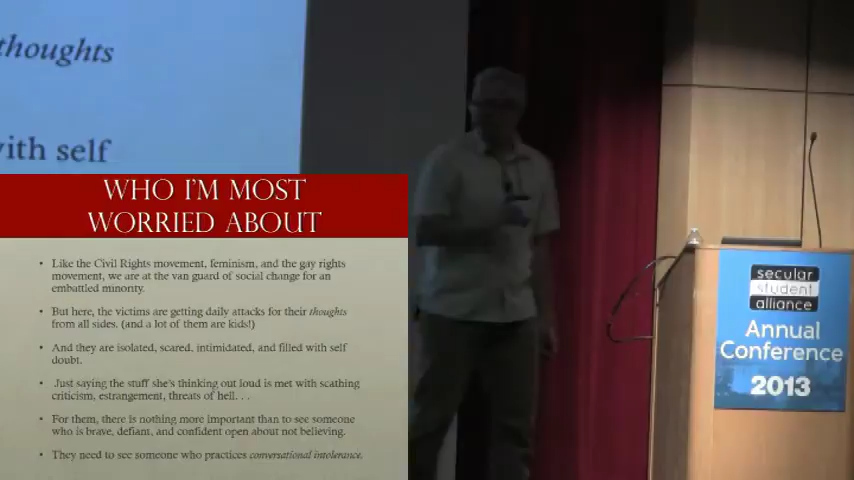 thoughts
with self
WHO I'M MOST
WORRIED ABOUT
• Like the Civil Rights movement, feminism, and the gay rights
movement, we are at the van guard of social change for an
embattled minority.
• But here, the victims are getting daily attacks for their thoughts
from all sides. (and a lot of them are kids!)
• And they are isolated, scared, intimidated, and filled with self
doubt.
• Just saying the stuff she's thinking out loud is met with scathing
criticism, estrangement, threats of hell. . .
• For them, there is nothing more important than to see someone
who is brave, defiant, and confident open about not believing.
• They need to see someone who practices conversational intolerance.
secular
student
alliance
Annual
Conference
2013